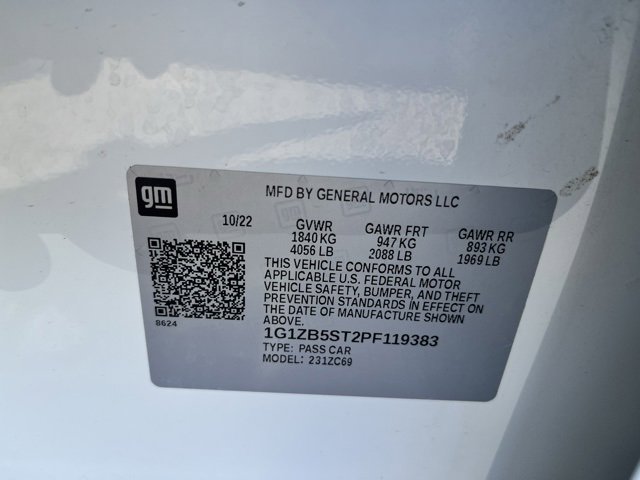 gm
MFD BY GENERAL MOTORS LLC
10/22 GVWR GAWR FRT GAWR RR
1840 KG 947 KG 893 KG
4056 LB 2088 LB 1969 LB
THIS VEHICLE CONFORMS TO ALL
APPLICABLE U.S. FEDERAL MOTOR
VEHICLE SAFETY, BUMPER, AND THEFT
PREVENTION STANDARDS IN EFFECT ON
THE DATE OF MANUFACTURE SHOWN
ABOVE.
8624
1G1ZB5ST2PF119383
TYPE: PASS CAR
MODEL: 231ZC69